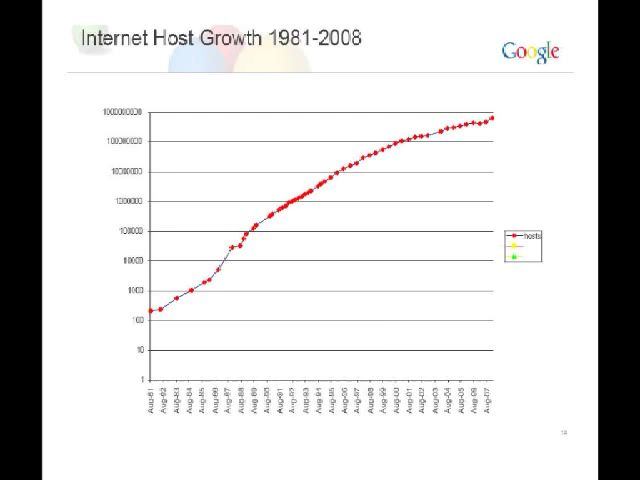 Internet Host Growth 1981-2008
Google
1000000000
100000000
10000000
1000000
100000
10000
1000
100
10
1
hosts
Aug-81
Aug-82
Aug-83
Aug-84
Aug-85
Aug-86
Aug-87
Aug-88
Aug-89
Aug-90
Aug-91
Aug-92
Aug-93
Aug-94
Aug-95
Aug-96
Aug-97
Aug-98
Aug-99
Aug-00
Aug-01
Aug-02
Aug-03
Aug-04
Aug-05
Aug-06
Aug-07